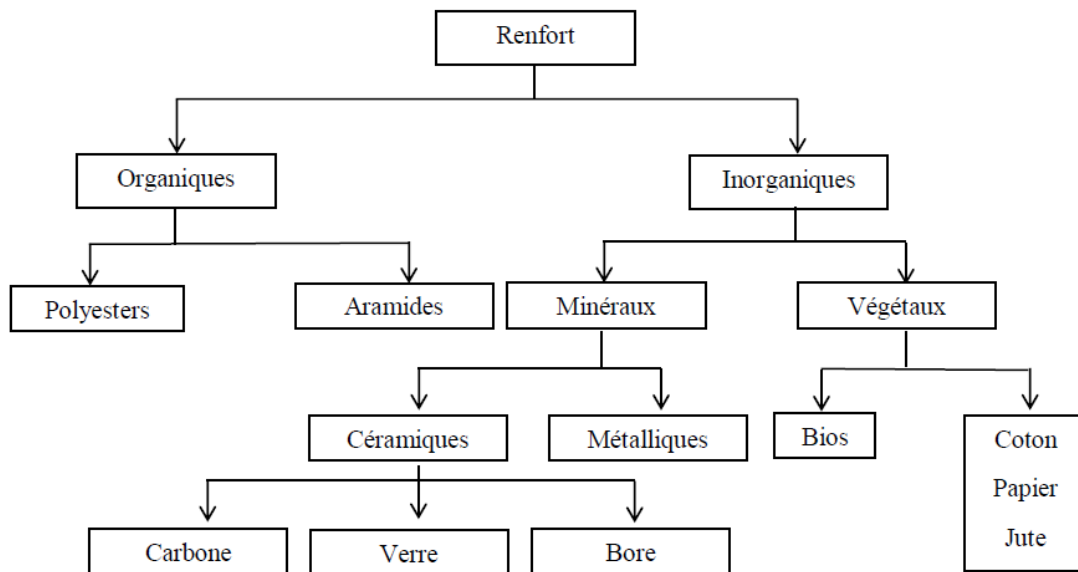 Renfort
Organiques
Inorganiques
Polyesters
Aramides
Minéraux
Végétaux
Céramiques
Métalliques
Bios
Coton
Papier
Jute
Carbone
Verre
Bore